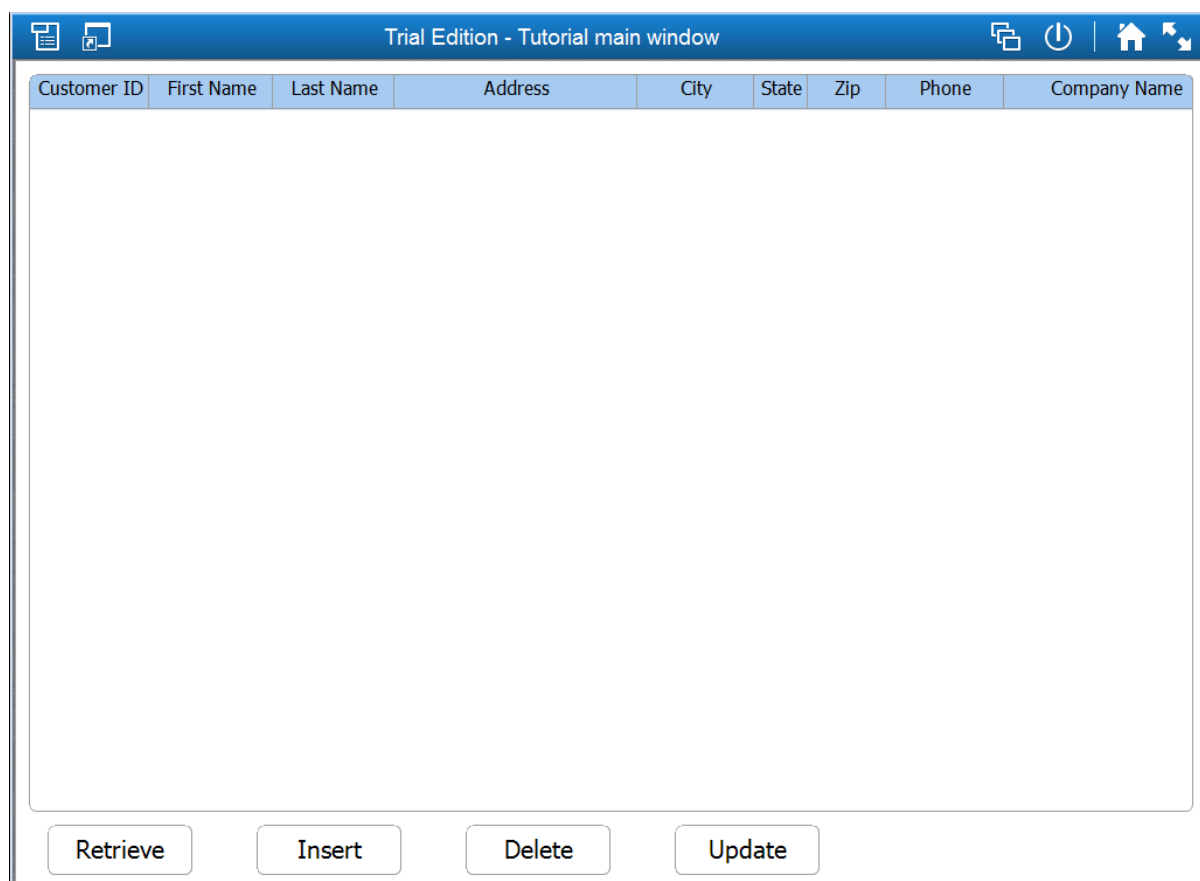 Trial Edition - Tutorial main window
Customer ID First Name Last Name Address City State Zip Phone Company Name
Retrieve Insert Delete Update